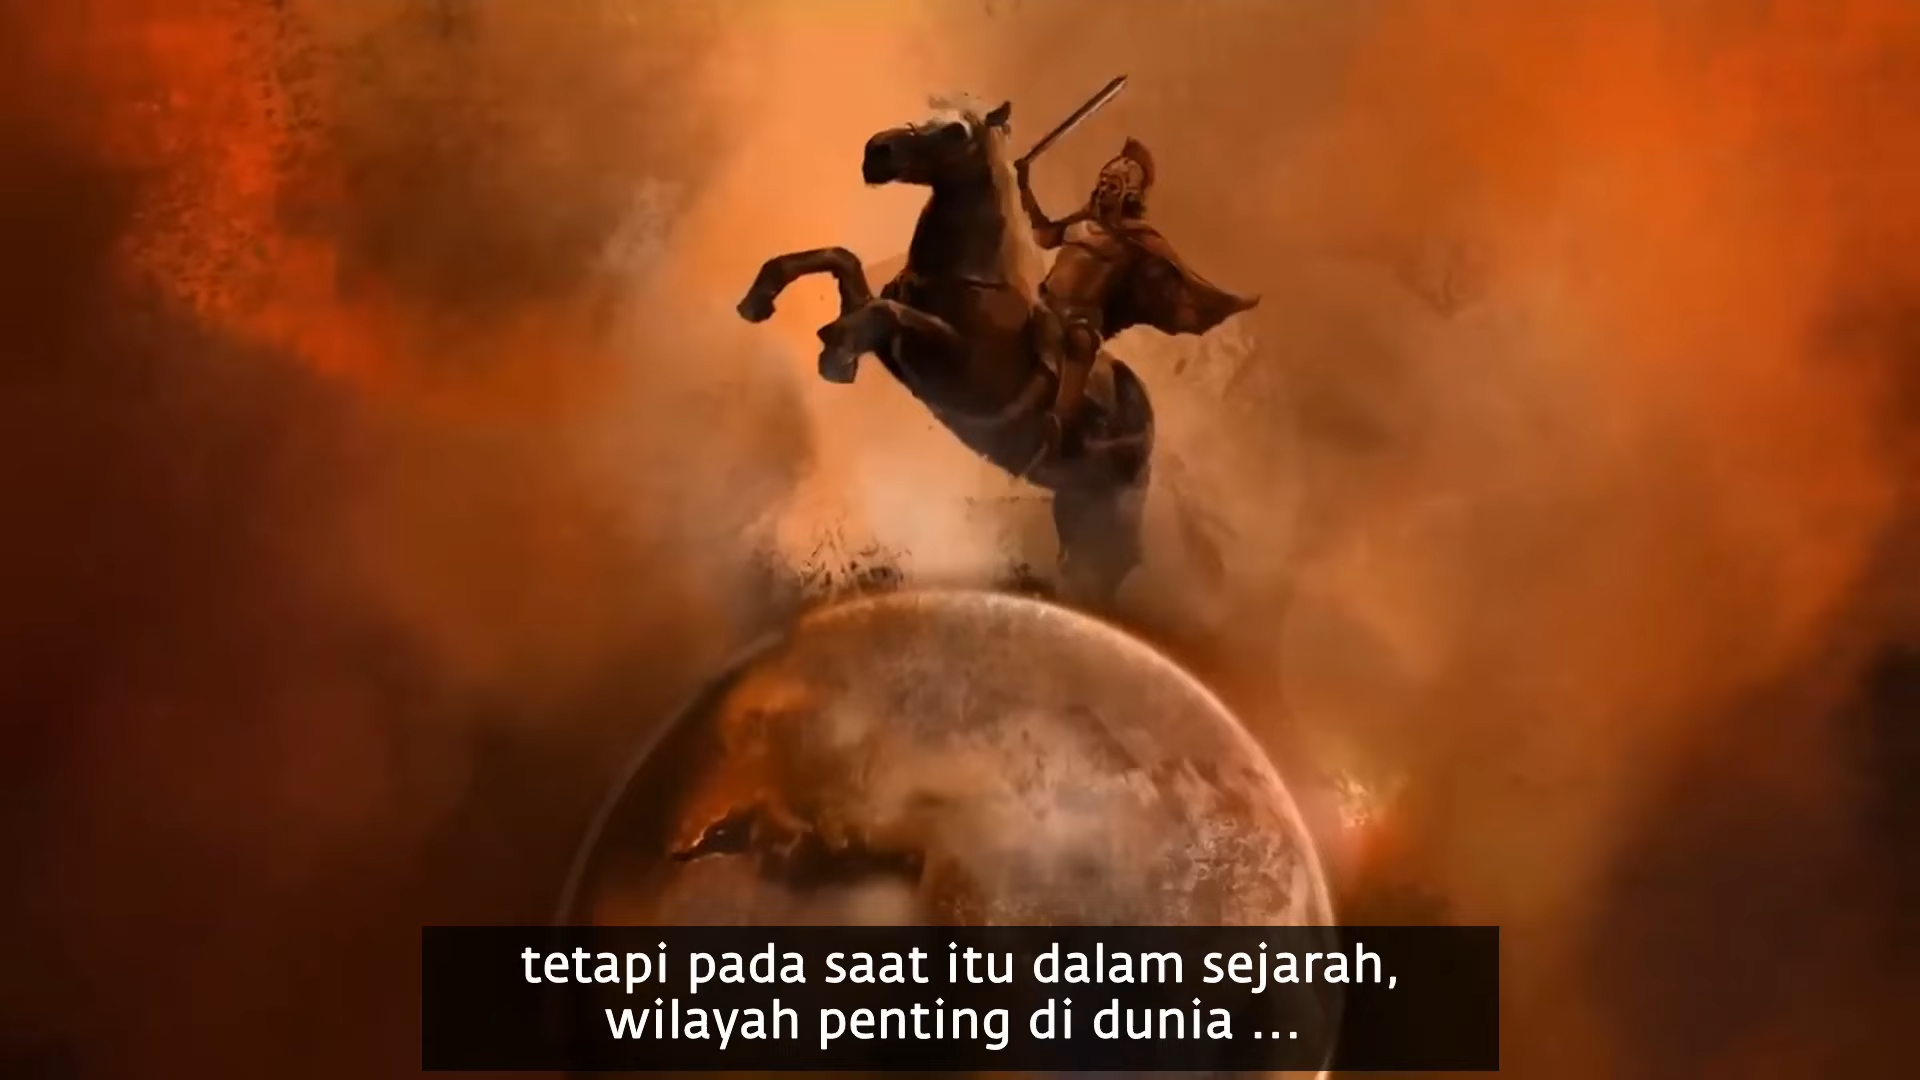 tetapi pada saat itu dalam sejarah,
wilayah penting di dunia ...